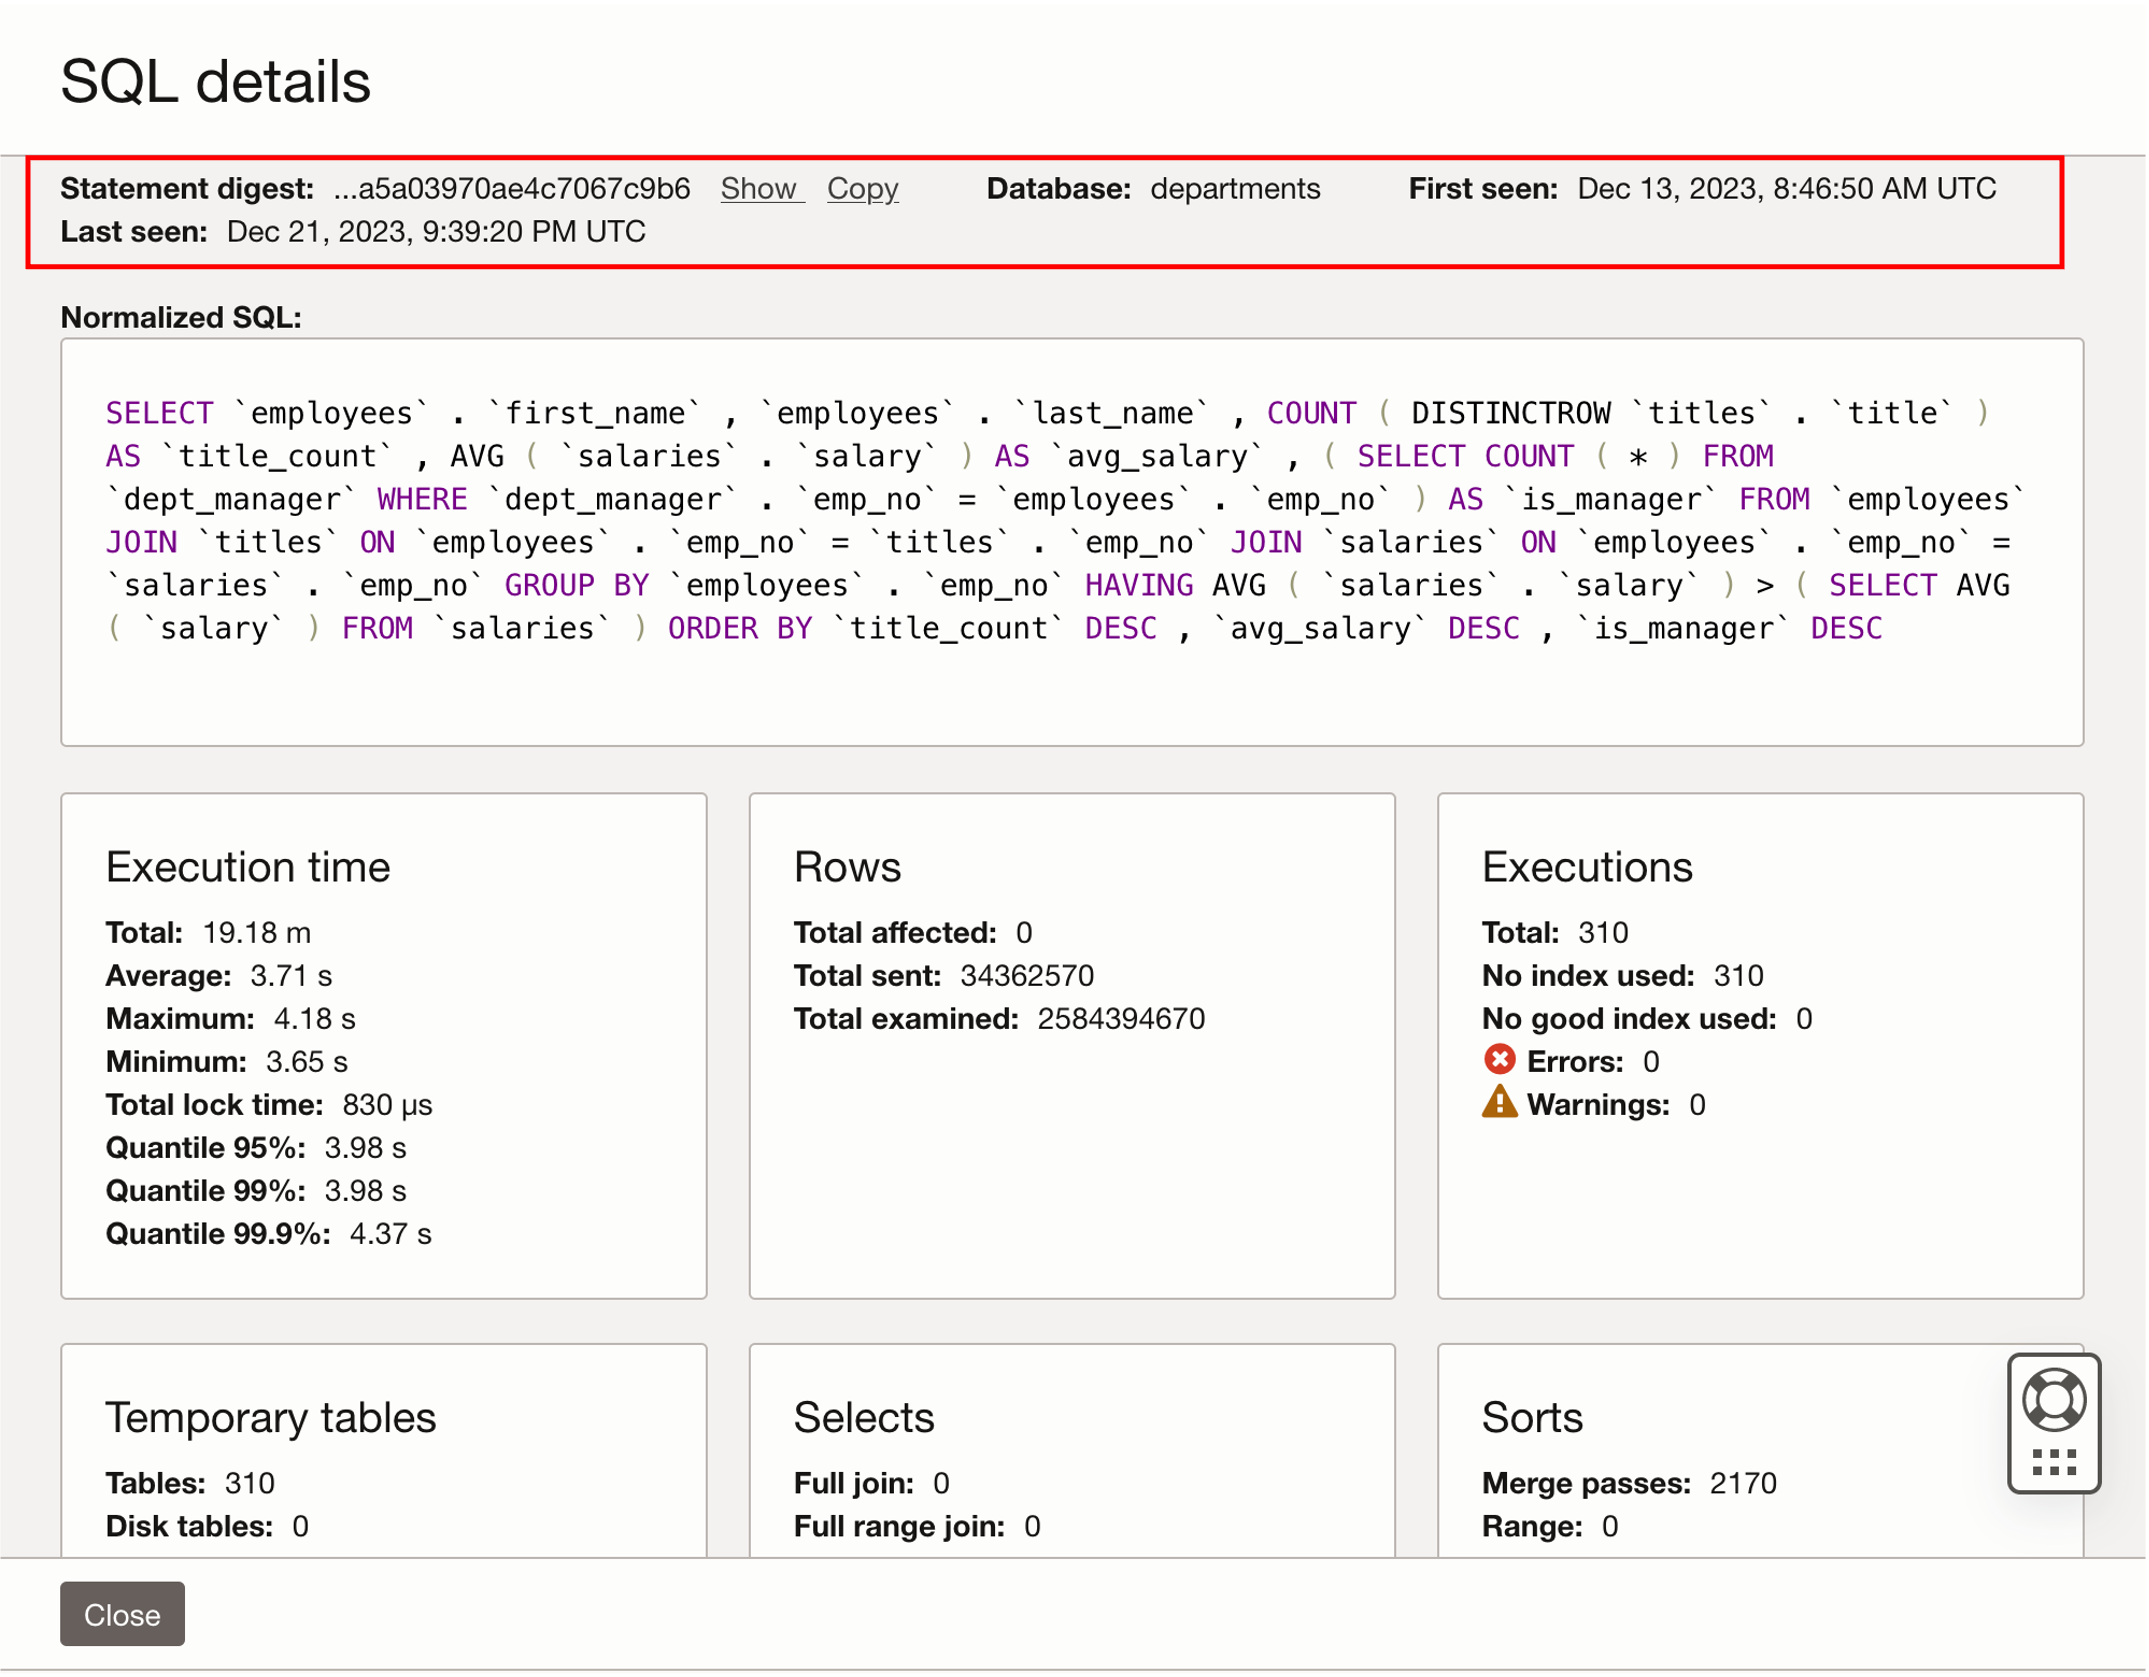 SQL details
Statement digest: ...a5a03970ae4c7067c9b6 Show Copy Database: departments First seen: Dec 13, 2023, 8:46:50 AM UTC
Last seen: Dec 21, 2023, 9:39:20 PM UTC
Normalized SQL:
SELECT `employees` . `first_name` , `employees` . `last_name` , COUNT ( DISTINCTROW `titles` . `title` )
AS `title_count` , AVG ( `salaries` . `salary` ) AS `avg_salary` , ( SELECT COUNT ( * ) FROM
`dept_manager` WHERE `dept_manager` . `emp_no` = `employees` . `emp_no` ) AS `is_manager` FROM `employees`
JOIN `titles` ON `employees` . `emp_no` = `titles` . `emp_no` JOIN `salaries` ON `employees` . `emp_no` =
`salaries` . `emp_no` GROUP BY `employees` . `emp_no` HAVING AVG ( `salaries` . `salary` ) > ( SELECT AVG
( `salary` ) FROM `salaries` ) ORDER BY `title_count` DESC , `avg_salary` DESC , `is_manager` DESC
Execution time
Total: 19.18 m
Average: 3.71 s
Maximum: 4.18 s
Minimum: 3.65 s
Total lock time: 830 µs
Quantile 95%: 3.98 s
Quantile 99%: 3.98 s
Quantile 99.9%: 4.37 s
Rows
Total affected: 0
Total sent: 34362570
Total examined: 2584394670
Executions
Total: 310
No index used: 310
No good index used: 0
Errors: 0
Warnings: 0
Temporary tables
Tables: 310
Disk tables: 0
Selects
Full join: 0
Full range join: 0
Sorts
Merge passes: 2170
Range: 0
Close